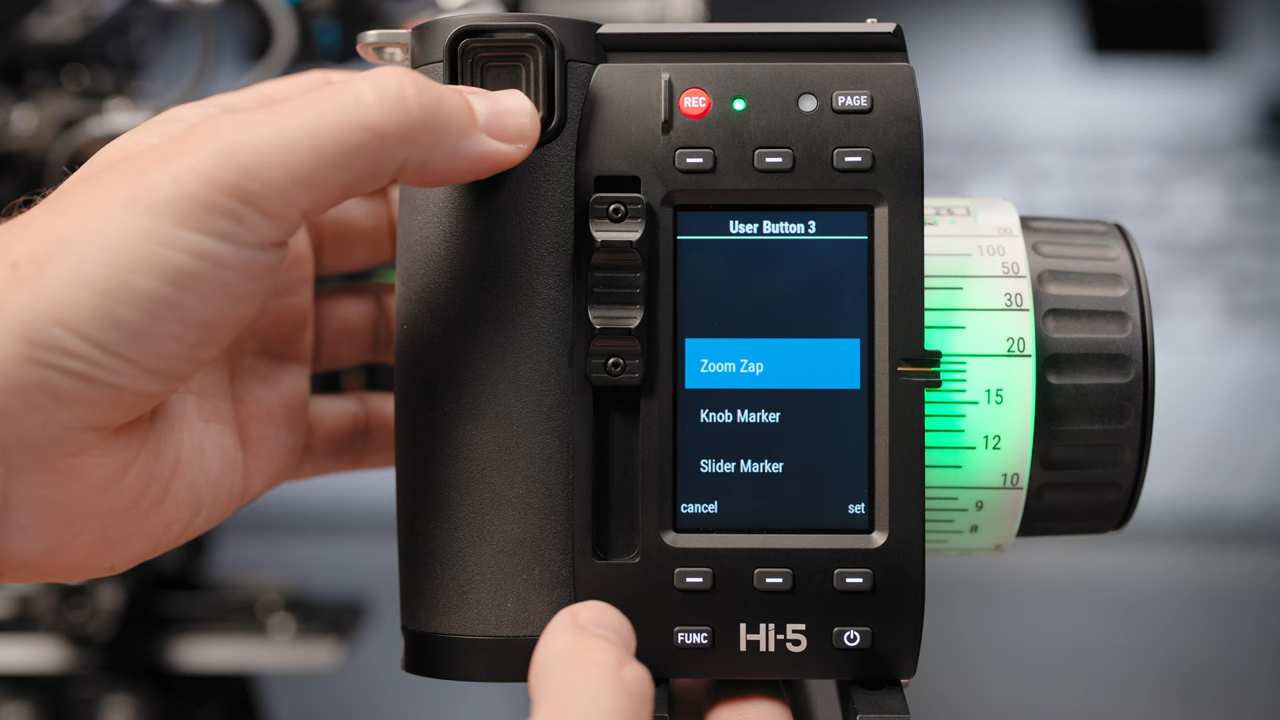 REC
PAGE
User Button 3
Zoom Zap
Knob Marker
Slider Marker
cancel
set
FUNC
Hi-5
∞
100
50
30
20
15
12
10
9
8